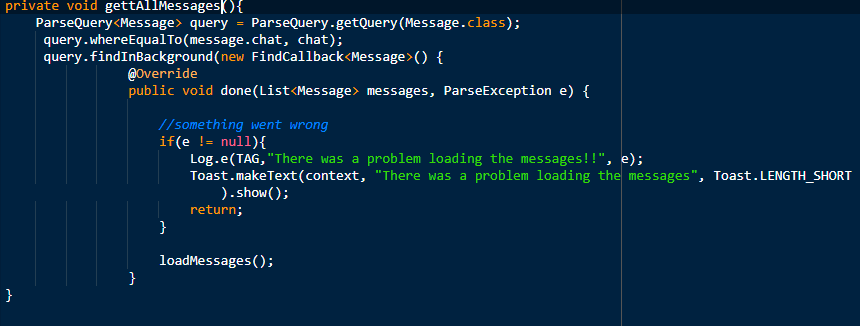 private void gettAllMessages(){
ParseQuery<Message> query = ParseQuery.getQuery(Message.class);
query.whereEqualTo(message.chat, chat);
query.findInBackground(new FindCallback<Message>() {
@Override
public void done(List<Message> messages, ParseException e) {
//something went wrong
if(e != null){
Log.e(TAG,"There was a problem loading the messages!!", e);
Toast.makeText(context, "There was a problem loading the messages", Toast.LENGTH_SHORT
).show();
return;
}
loadMessages();
}
}